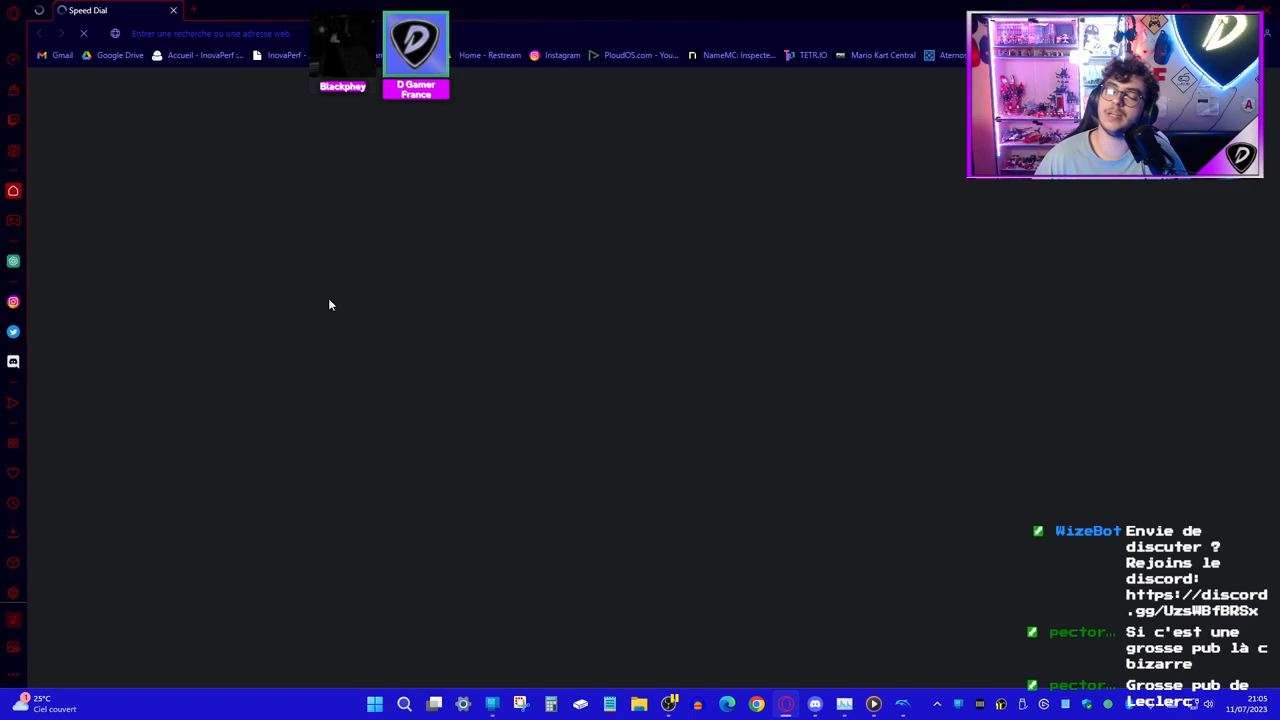 Speed Dial
Entrer une recherche ou une adresse web
Gmail
Google Drive
Accueil - InovaPerf :...
InovaPerf
Home - Restream
Instagram
PloudOS.com - You...
NameMC: Inspecte...
TETR.IO
Mario Kart Central
Aternos
Blackphey
D Gamer
France
WizeBot Envie de
discuter ?
Rejoins le
discord:
https://discord
.gg/UzsWBfBRSx
pector... Si c'est une
grosse pub là c
bizarre
pector... Grosse pub de
Leclerc
1
25°C
Ciel couvert
21:05
11/07/2023